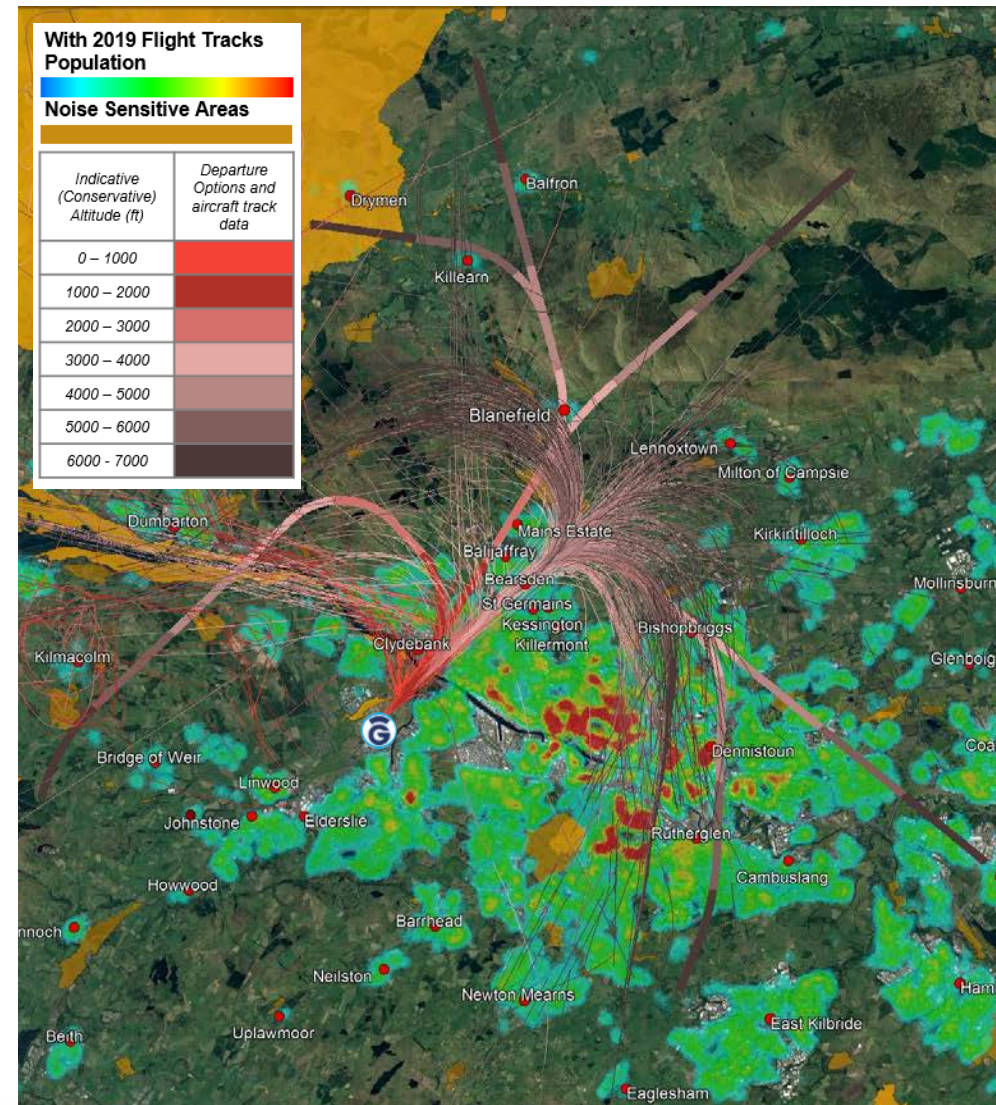 With 2019 Flight Tracks
Population
Noise Sensitive Areas
Indicative
(Conservative)
Altitude (ft)
Departure
Options and
aircraft track
data
0 – 1000
1000 – 2000
2000 – 3000
3000 – 4000
4000 – 5000
5000 – 6000
6000 - 7000
Balfron
Drymen
Killearn
Blanefield
Lennoxtown
Milton of Campsie
Dumbarton
Mains Estate
Kirkintilloch
Baljaffray
Bearsden
Mollinsburn
St Germains
Kessington
Bishopbriggs
Clydebank
Killermont
Kilmacolm
Glenboig
G
Bridge of Weir
Dennistoun
Coa
Linwood
Johnstone
Elderslie
Rutherglen
Cambuslang
Howwood
Barrhead
nnoch
Neilston
Newton Mearns
Ham
Uplawmoor
East Kilbride
Beith
Eaglesham